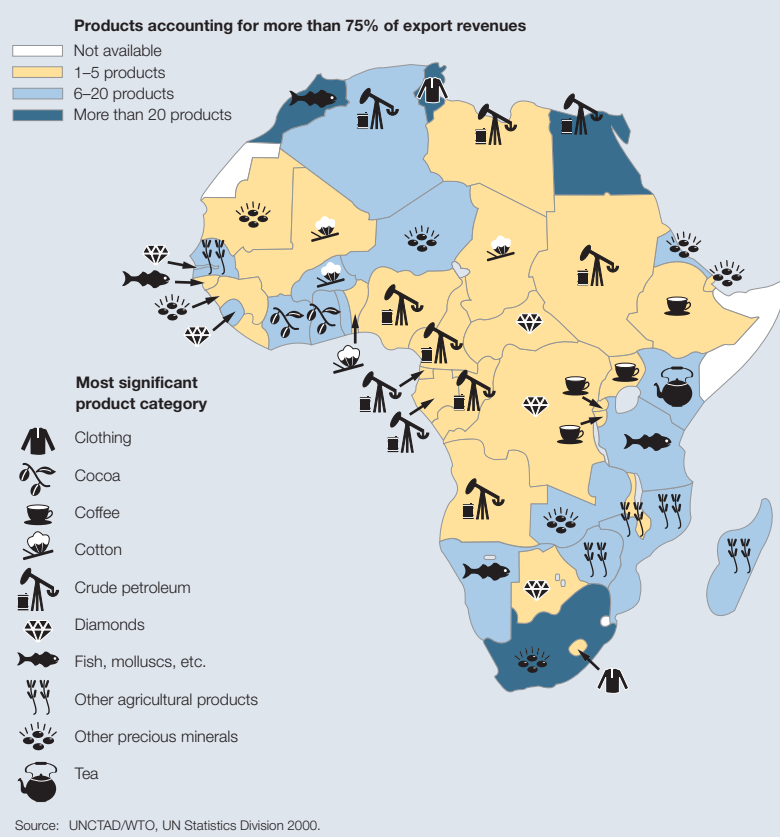 Products accounting for more than 75% of export revenues
Not available
1–5 products
6–20 products
More than 20 products
Most significant
product category
Clothing
Cocoa
Coffee
Cotton
Crude petroleum
Diamonds
Fish, molluscs, etc.
Other agricultural products
Other precious minerals
Tea
Source: UNCTAD/WTO, UN Statistics Division 2000.